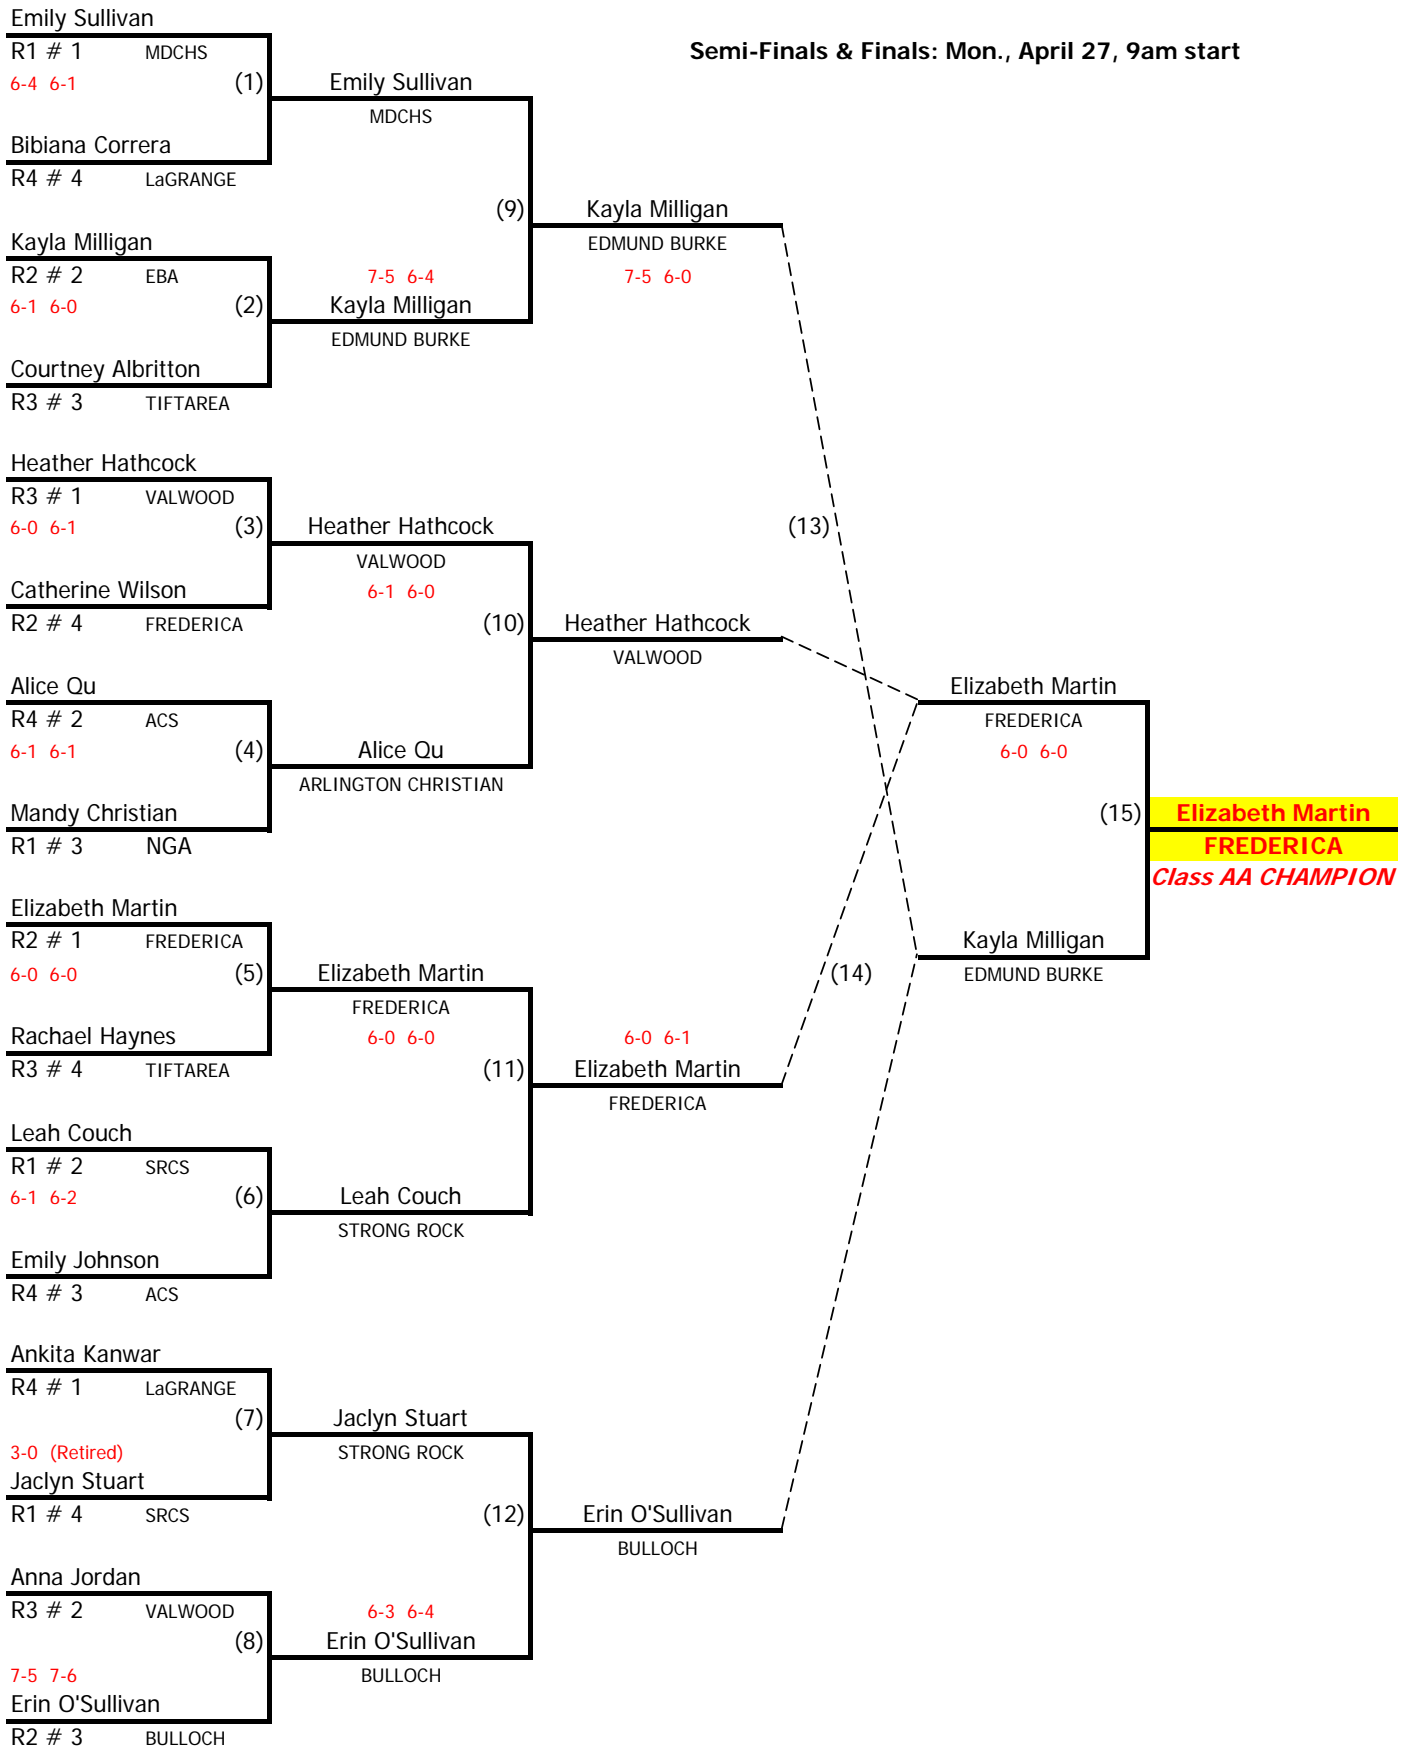 Semi-Finals & Finals: Mon., April 27, 9am start
Emily Sullivan
R1 # 1 MDCHS
6-4 6-1 (1)
Bibiana Correra
R4 # 4 LaGRANGE
Kayla Milligan
R2 # 2 EBA
6-1 6-0 (2)
Courtney Albritton
R3 # 3 TIFTAREA
Heather Hathcock
R3 # 1 VALWOOD
6-0 6-1 (3)
Catherine Wilson
R2 # 4 FREDERICA
Alice Qu
R4 # 2 ACS
6-1 6-1 (4)
Mandy Christian
R1 # 3 NGA
Elizabeth Martin
R2 # 1 FREDERICA
6-0 6-0 (5)
Rachael Haynes
R3 # 4 TIFTAREA
Leah Couch
R1 # 2 SRCS
6-1 6-2 (6)
Emily Johnson
R4 # 3 ACS
Ankita Kanwar
R4 # 1 LaGRANGE
(7)
3-0 (Retired)
Jaclyn Stuart
R1 # 4 SRCS
Anna Jordan
R3 # 2 VALWOOD
(8)
7-5 7-6
Erin O'Sullivan
R2 # 3 BULLOCH
Emily Sullivan
MDCHS
(9)
7-5 6-4
Kayla Milligan
EDMUND BURKE
Heather Hathcock
VALWOOD
6-1 6-0
(10)
Alice Qu
ARLINGTON CHRISTIAN
Elizabeth Martin
FREDERICA
6-0 6-0
(11)
Leah Couch
STRONG ROCK
Jaclyn Stuart
STRONG ROCK
(12)
6-3 6-4
Erin O'Sullivan
BULLOCH
Kayla Milligan
EDMUND BURKE
7-5 6-0
(13)
Heather Hathcock
VALWOOD
6-0 6-1
Elizabeth Martin
FREDERICA
(14)
Erin O'Sullivan
BULLOCH
Elizabeth Martin
FREDERICA
6-0 6-0
(15)
Kayla Milligan
EDMUND BURKE
Elizabeth Martin
FREDERICA
Class AA CHAMPION